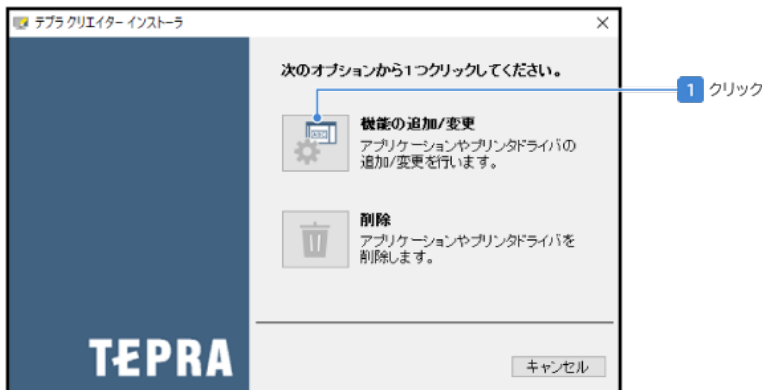 テプラクリエイター インストーラ
次のオプションから1つクリックしてください。
1 クリック
機能の追加/変更
アプリケーションやプリンタドライバの
追加/変更を行います。
削除
アプリケーションやプリンタドライバを
削除します。
TEPRA
キャンセル